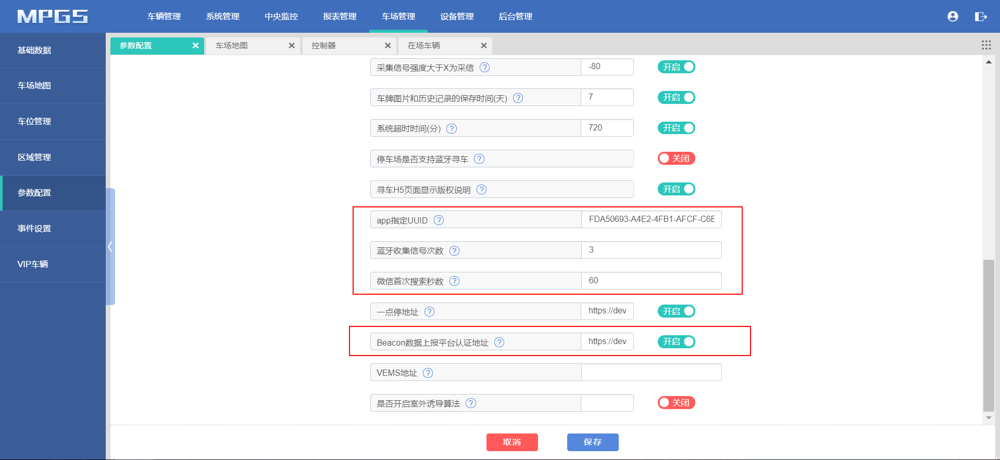 MPGS
车辆管理 系统管理 中央监控 报表管理 车场管理 设备管理 后台管理
基础数据
车场地图
车位管理
区域管理
参数配置
事件设置
VIP车辆
参数配置 车场地图 控制器 在场车辆
采集信号强度大于X为采信 ? -80 开启
车牌图片和历史记录的保存时间(天) ? 7 开启
系统超时时间(分) ? 720 开启
停车场是否支持蓝牙寻车 ? 关闭
寻车H5页面显示版权说明 ? 开启
app指定UUID ? FDA50693-A4E2-4FB1-AFCF-C6E
蓝牙收集信号次数 ? 3
微信首次搜索秒数 ? 60
一点停地址 ? https://dev 开启
Beacon数据上报平台认证地址 ? https://dev 开启
VEMS地址 ?
是否开启室外诱导算法 ? 关闭
取消 保存